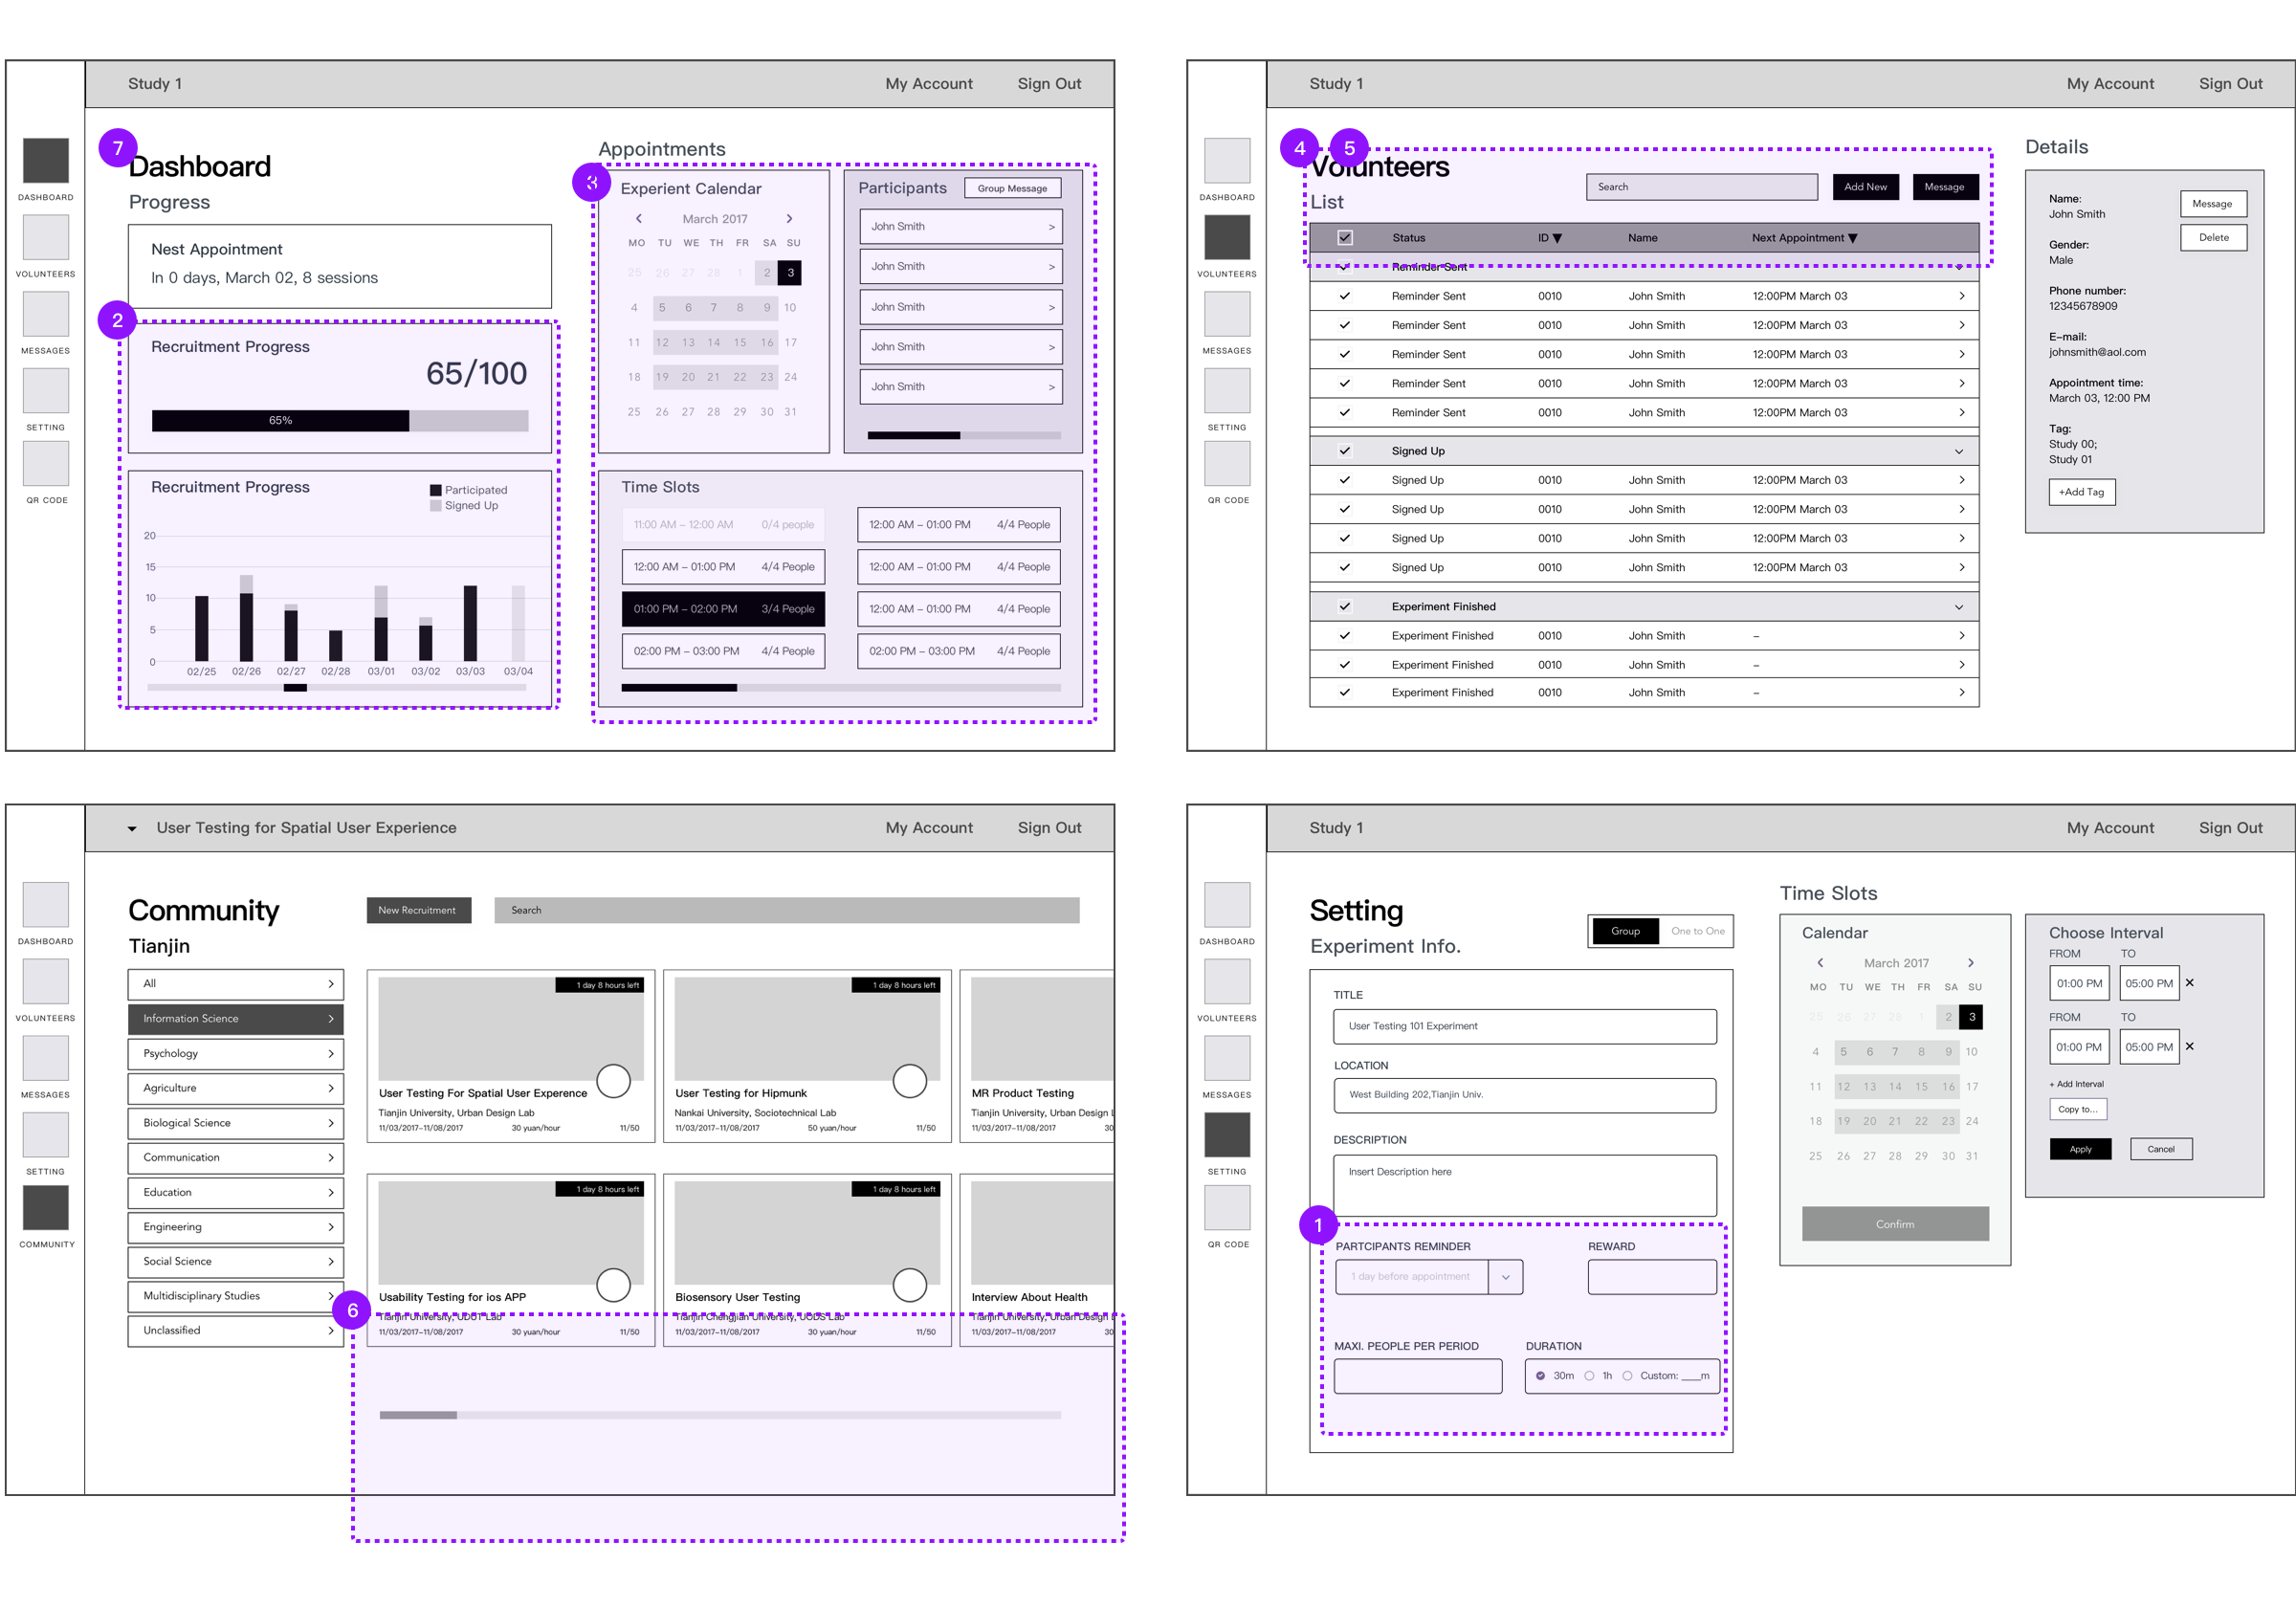 Study 1
My Account
Sign Out
DASHBOARD
VOLUNTEERS
MESSAGES
SETTING
QR CODE
7
Dashboard
Progress
Nest Appointment
In 0 days, March 02, 8 sessions
2
Recruitment Progress
65/100
65%
Recruitment Progress
Participated
Signed Up
20
15
10
5
0
02/25 02/26 02/27 02/28 03/01 03/02 03/03 03/04
Appointments
3
Experient Calendar
< March 2017 >
MO TU WE TH FR SA SU
25 26 27 28 1 2 3
4 5 6 7 8 9 10
11 12 13 14 15 16 17
18 19 20 21 22 23 24
25 26 27 28 29 30 31
Participants
Group Message
John Smith >
John Smith >
John Smith >
John Smith >
John Smith >
Time Slots
11:00 AM – 12:00 AM 0/4 people
12:00 AM – 01:00 PM 4/4 People
12:00 AM – 01:00 PM 4/4 People
12:00 AM – 01:00 PM 4/4 People
01:00 PM – 02:00 PM 3/4 People
12:00 AM – 01:00 PM 4/4 People
02:00 PM – 03:00 PM 4/4 People
02:00 PM – 03:00 PM 4/4 People
Study 1
My Account
Sign Out
DASHBOARD
VOLUNTEERS
MESSAGES
SETTING
QR CODE
4
5
Volunteers
List
Search
Add New
Message
Status ID ▼ Name Next Appointment ▼
Reminder Sent
Reminder Sent 0010 John Smith 12:00PM March 03 >
Reminder Sent 0010 John Smith 12:00PM March 03 >
Reminder Sent 0010 John Smith 12:00PM March 03 >
Reminder Sent 0010 John Smith 12:00PM March 03 >
Reminder Sent 0010 John Smith 12:00PM March 03 >
Signed Up
Signed Up 0010 John Smith 12:00PM March 03 >
Signed Up 0010 John Smith 12:00PM March 03 >
Signed Up 0010 John Smith 12:00PM March 03 >
Signed Up 0010 John Smith 12:00PM March 03 >
Experiment Finished
Experiment Finished 0010 John Smith – >
Experiment Finished 0010 John Smith – >
Experiment Finished 0010 John Smith – >
Details
Name:
John Smith
Message
Delete
Gender:
Male
Phone number:
12345678909
E-mail:
johnsmith@aol.com
Appointment time:
March 03, 12:00 PM
Tag:
Study 00;
Study 01
+Add Tag
User Testing for Spatial User Experience
My Account
Sign Out
DASHBOARD
VOLUNTEERS
MESSAGES
SETTING
COMMUNITY
Community
Tianjin
New Recruitment
Search
All >
Information Science >
Psychology >
Agriculture >
Biological Science >
Communication >
Education >
Engineering >
Social Science >
Multidisciplinary Studies >
Unclassified >
1 day 8 hours left
User Testing For Spatial User Experence
Tianjin University, Urban Design Lab
11/03/2017-11/08/2017 30 yuan/hour 11/50
1 day 8 hours left
User Testing for Hipmunk
Nankai University, Sociotechnical Lab
11/03/2017-11/08/2017 50 yuan/hour 11/50
MR Product Testing
Tianjin University, Urban Design L
11/03/2017-11/08/2017 30
6
1 day 8 hours left
Usability Testing for ios APP
Tianjin University, UDOT Lab
11/03/2017-11/08/2017 30 yuan/hour 11/50
1 day 8 hours left
Biosensory User Testing
Tianjin Chengjian University, UODS Lab
11/03/2017-11/08/2017 30 yuan/hour 11/50
Interview About Health
Tianjin University, Urban Design L
11/03/2017-11/08/2017 30
Study 1
My Account
Sign Out
DASHBOARD
VOLUNTEERS
MESSAGES
SETTING
QR CODE
Setting
Experiment Info.
Group
One to One
TITLE
User Testing 101 Experiment
LOCATION
West Building 202,Tianjin Univ.
DESCRIPTION
Insert Description here
1
PARTCIPANTS REMINDER
1 day before appointment
REWARD
MAXI. PEOPLE PER PERIOD
DURATION
30m 1h Custom: ___m
Time Slots
Calendar
< March 2017 >
MO TU WE TH FR SA SU
25 26 27 28 1 2 3
4 5 6 7 8 9 10
11 12 13 14 15 16 17
18 19 20 21 22 23 24
25 26 27 28 29 30 31
Confirm
Choose Interval
FROM TO
01:00 PM 05:00 PM ×
FROM TO
01:00 PM 05:00 PM ×
+ Add Interval
Copy to...
Apply
Cancel